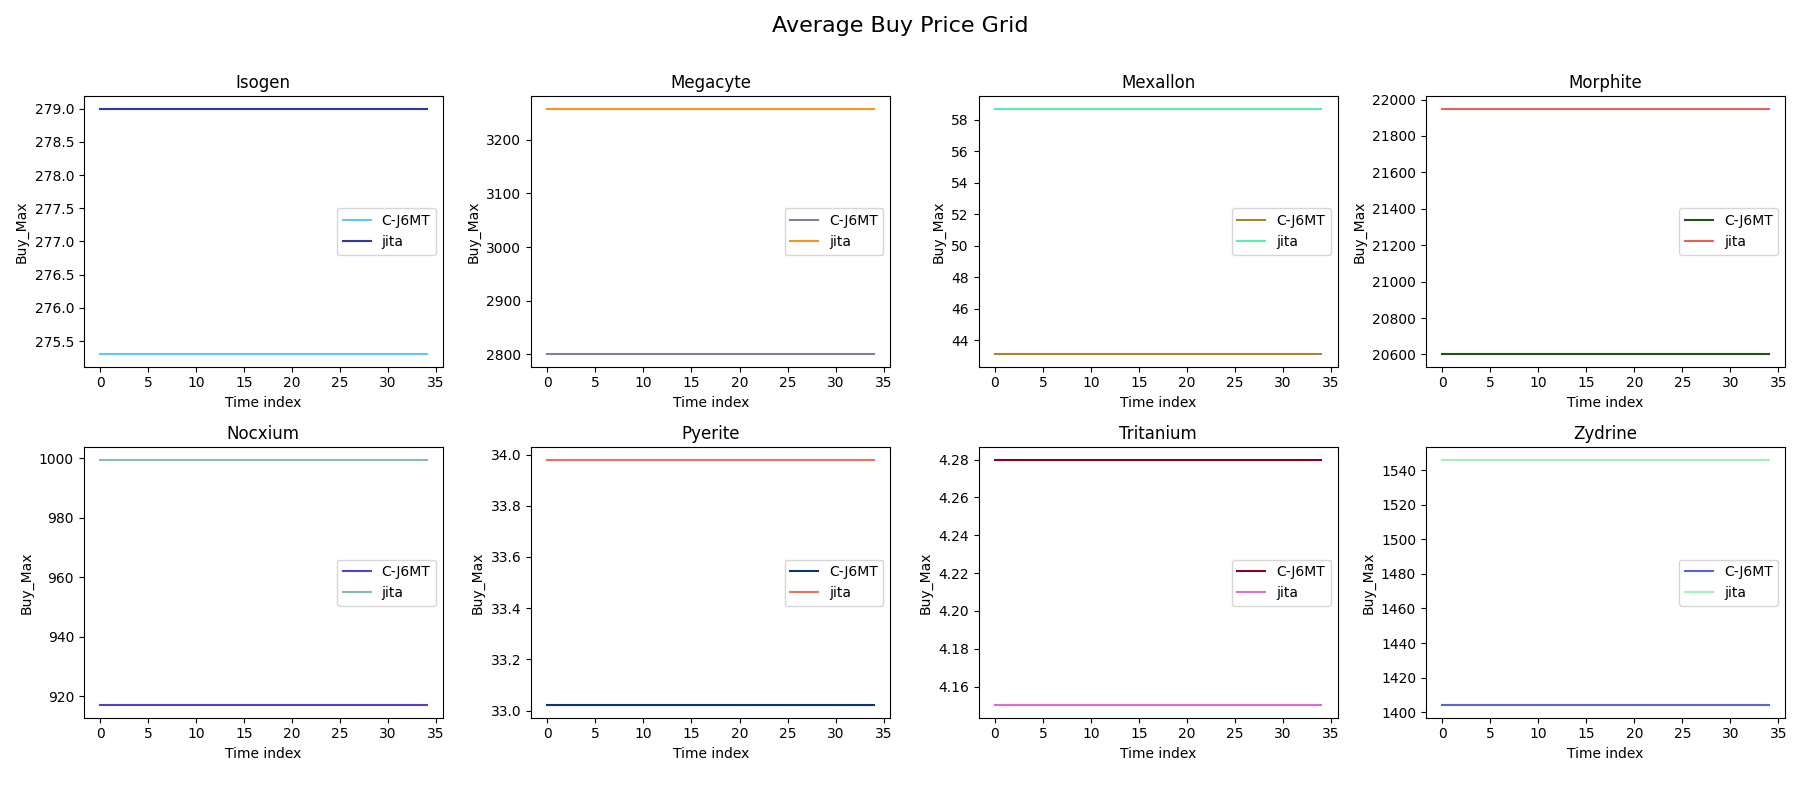 Average Buy Price Grid
Isogen
279.0
278.5
278.0
277.5
277.0
276.5
276.0
275.5
Buy_Max
C-J6MT
jita
0 5 10 15 20 25 30 35
Time index
Megacyte
3200
3100
3000
2900
2800
Buy_Max
C-J6MT
jita
0 5 10 15 20 25 30 35
Time index
Mexallon
58
56
54
52
50
48
46
44
Buy_Max
C-J6MT
jita
0 5 10 15 20 25 30 35
Time index
Morphite
22000
21800
21600
21400
21200
21000
20800
20600
Buy_Max
C-J6MT
jita
0 5 10 15 20 25 30 35
Time index
Nocxium
1000
980
960
940
920
Buy_Max
C-J6MT
jita
0 5 10 15 20 25 30 35
Time index
Pyerite
34.0
33.8
33.6
33.4
33.2
33.0
Buy_Max
C-J6MT
jita
0 5 10 15 20 25 30 35
Time index
Tritanium
4.28
4.26
4.24
4.22
4.20
4.18
4.16
Buy_Max
C-J6MT
jita
0 5 10 15 20 25 30 35
Time index
Zydrine
1540
1520
1500
1480
1460
1440
1420
1400
Buy_Max
C-J6MT
jita
0 5 10 15 20 25 30 35
Time index